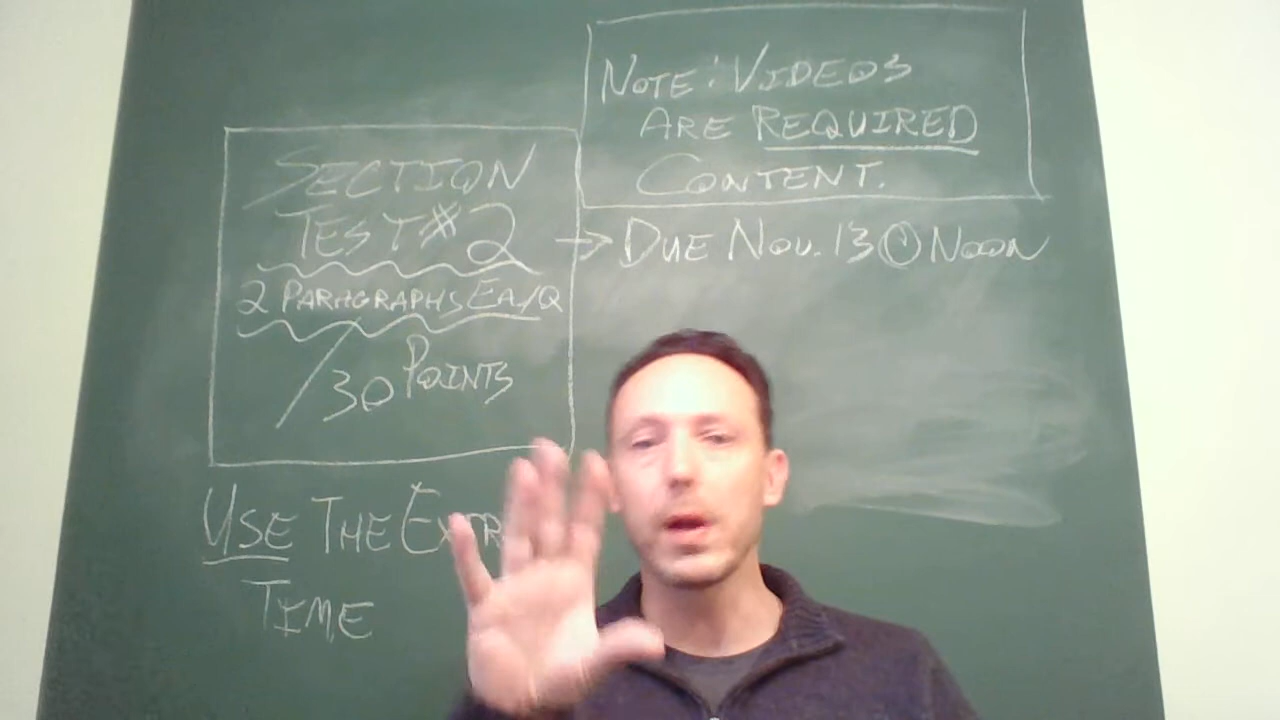 NOTE: VIDEOS
ARE REQUIRED
CONTENT.
SECTION
TEST #2
→ DUE NOV. 13 @ NOON
2 PARAGRAPHS EA/Q
/30 POINTS
USE THE EXTR
TIME